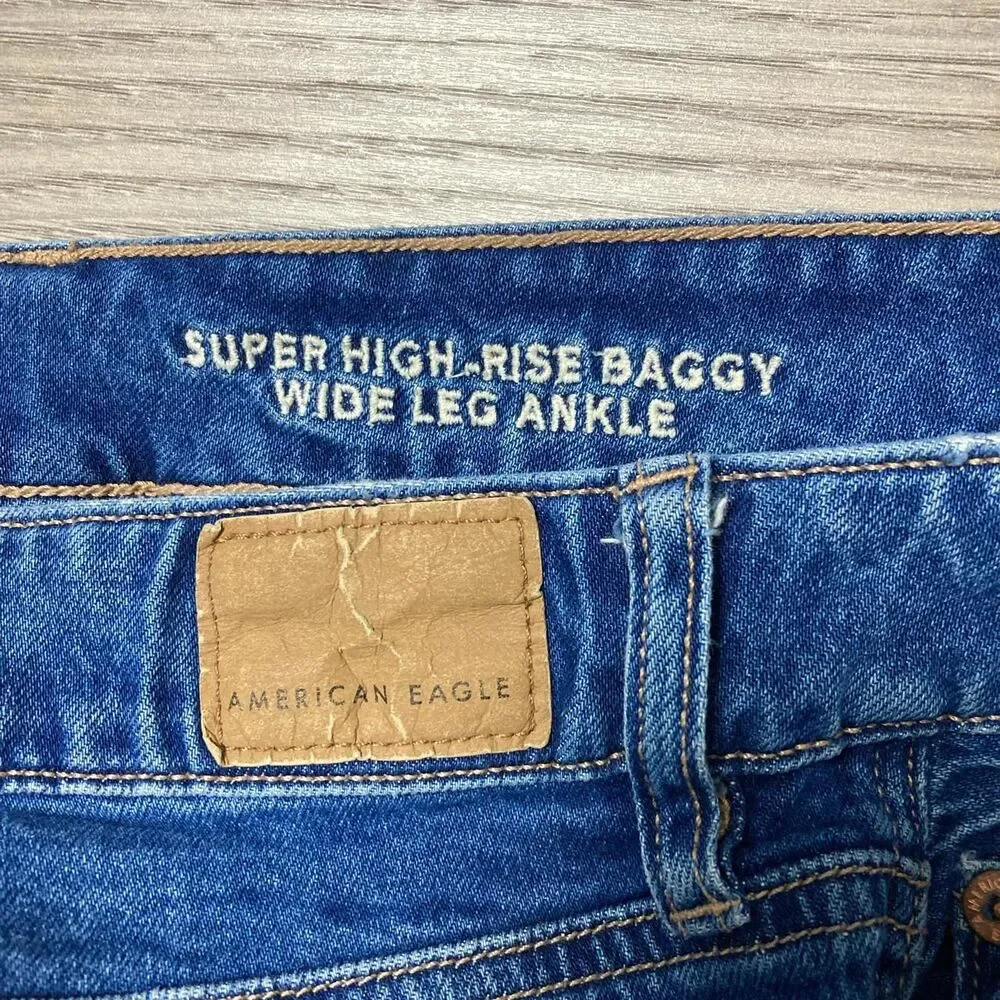 SUPER HIGH-RISE BAGGY
WIDE LEG ANKLE
AMERICAN EAGLE